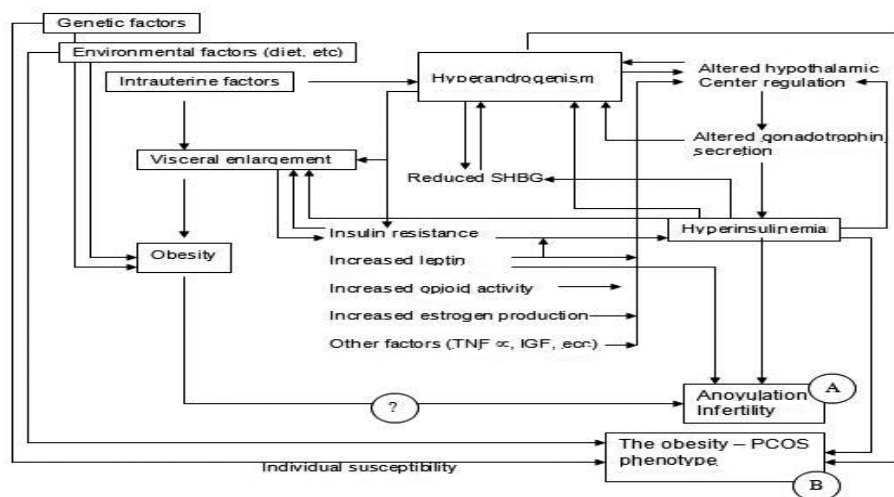 Genetic factors
Environmental factors (diet, etc)
Intrauterine factors
Hyperandrogenism
Altered hypothalamic
Center regulation
Altered gonadotrophin
secretion
Visceral enlargement
Reduced SHBG
Insulin resistance
Hyperinsulinemia
Obesity
Increased leptin
Increased opioid activity
Increased estrogen production
Other factors (TNF ∝, IGF, ecc)
?
Anovulation
Infertility
A
The obesity – PCOS
phenotype
Individual susceptibility
B